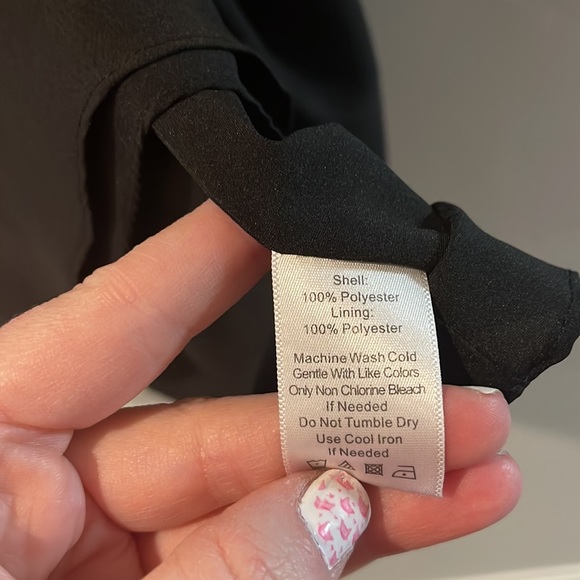 Shell:
100% Polyester
Lining:
100% Polyester
Machine Wash Cold
Gentle With Like Colors
Only Non Chlorine Bleach
If Needed
Do Not Tumble Dry
Use Cool Iron
If Needed